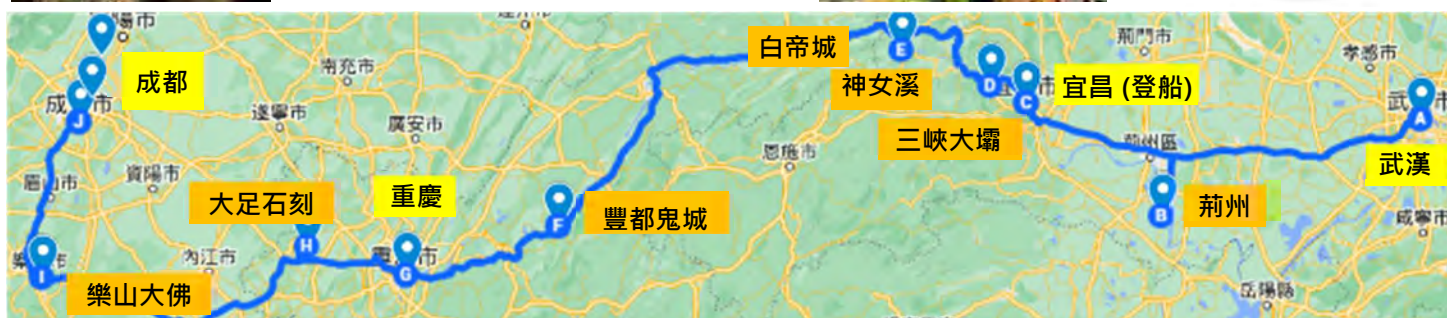 成都
大足石刻
重慶
樂山大佛
豐都鬼城
白帝城
神女溪
宜昌 (登船)
三峽大壩
荊州
武漢
南充市
遂寧市
廣安市
資陽市
眉山市
內江市
恩施市
荊門市
孝感市
荊州區
咸寧市
岳陽縣
A
B
C
D
E
F
G
H
I
J